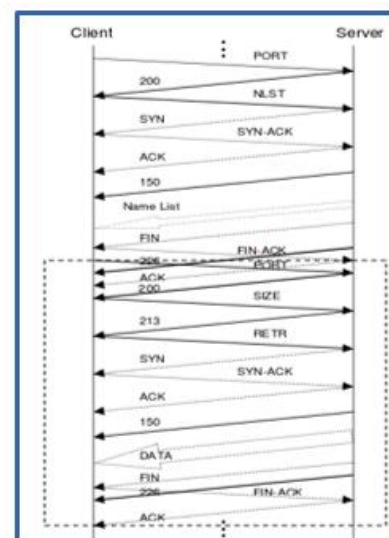 Client Server
PORT
200
NLST
SYN
SYN-ACK
ACK
150
Name List
FIN
FIN-ACK
226
PORT
ACK
200
SIZE
213
RETR
SYN
SYN-ACK
ACK
150
DATA
FIN
226
FIN-ACK
ACK